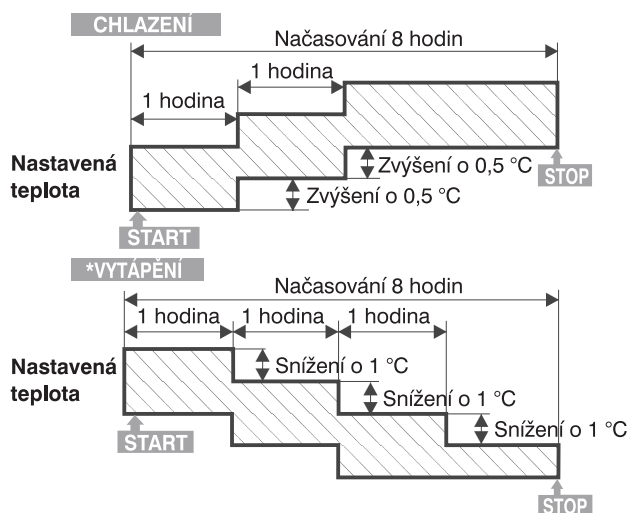 CHLAZENÍ
Načasování 8 hodin
1 hodina
1 hodina
Nastavená
teplota
Zvýšení o 0,5 °C
Zvýšení o 0,5 °C
STOP
START
*VYTÁPĚNÍ
Načasování 8 hodin
1 hodina
1 hodina
1 hodina
Nastavená
teplota
Snížení o 1 °C
Snížení o 1 °C
Snížení o 1 °C
START
STOP